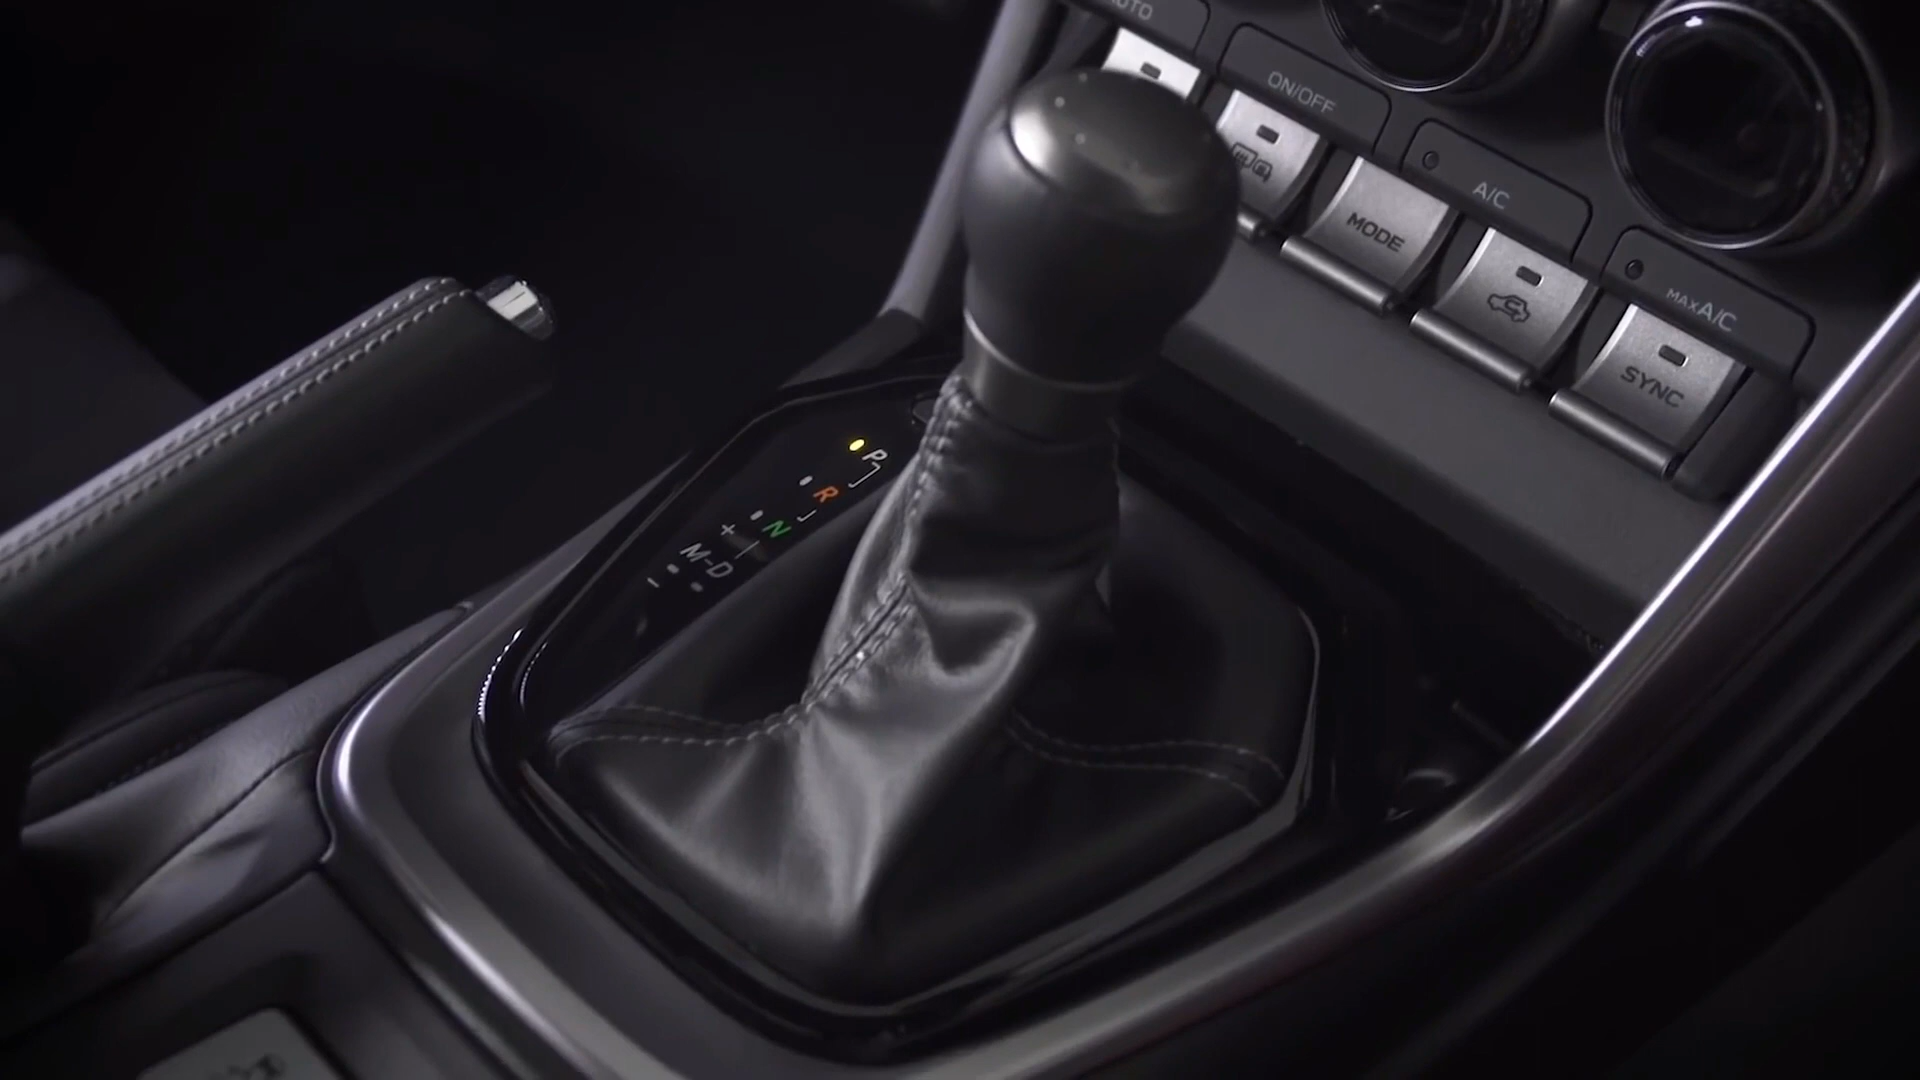 AUTO
ON/OFF
MODE
A/C
MAX A/C
SYNC
P
R
N
+
M-D
-